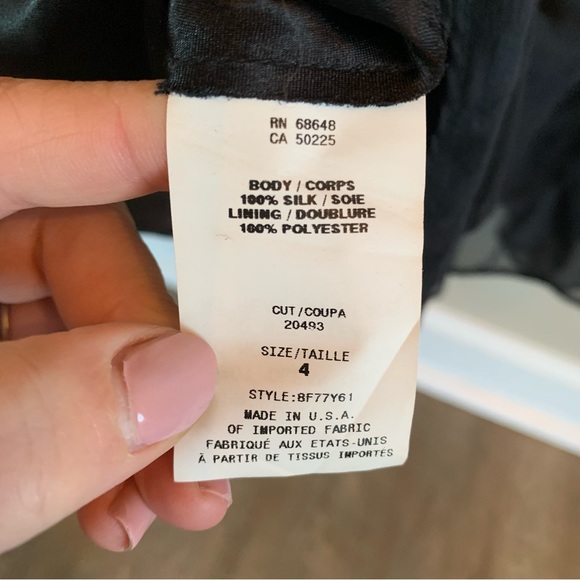 RN 68648
CA 50225
BODY / CORPS
100% SILK / SOIE
LINING / DOUBLURE
100% POLYESTER
CUT/COUPA
20493
SIZE/TAILLE
4
STYLE:8F77Y61
MADE IN U.S.A.
OF IMPORTED FABRIC
FABRIQUÉ AUX ETATS-UNIS
À PARTIR DE TISSUS IMPORTÉS